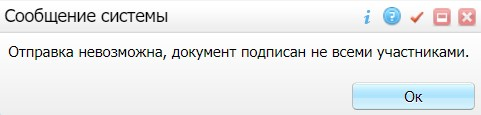 Сообщение системы
Отправка невозможна, документ подписан не всеми участниками.
Ок